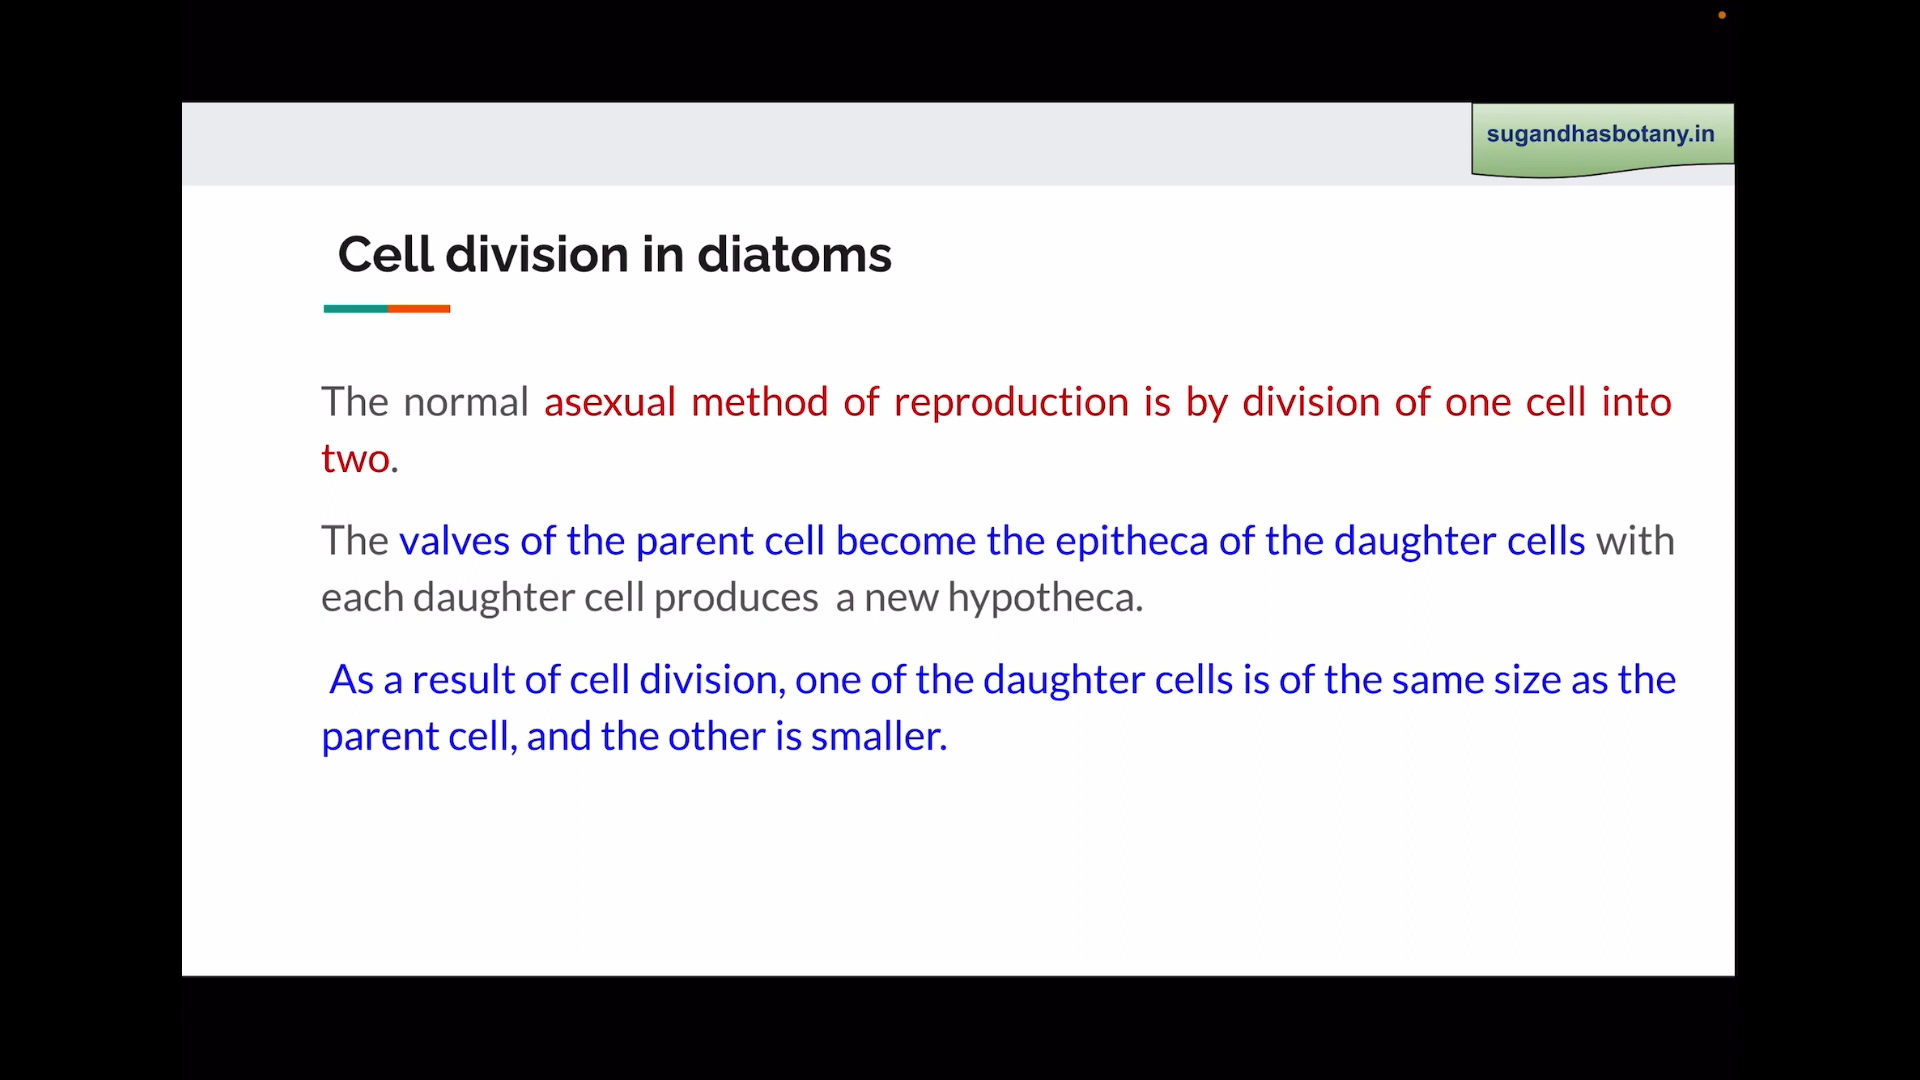 sugandhasbotany.in
Cell division in diatoms
The normal asexual method of reproduction is by division of one cell into
two.
The valves of the parent cell become the epitheca of the daughter cells with
each daughter cell produces a new hypotheca.
As a result of cell division, one of the daughter cells is of the same size as the
parent cell, and the other is smaller.